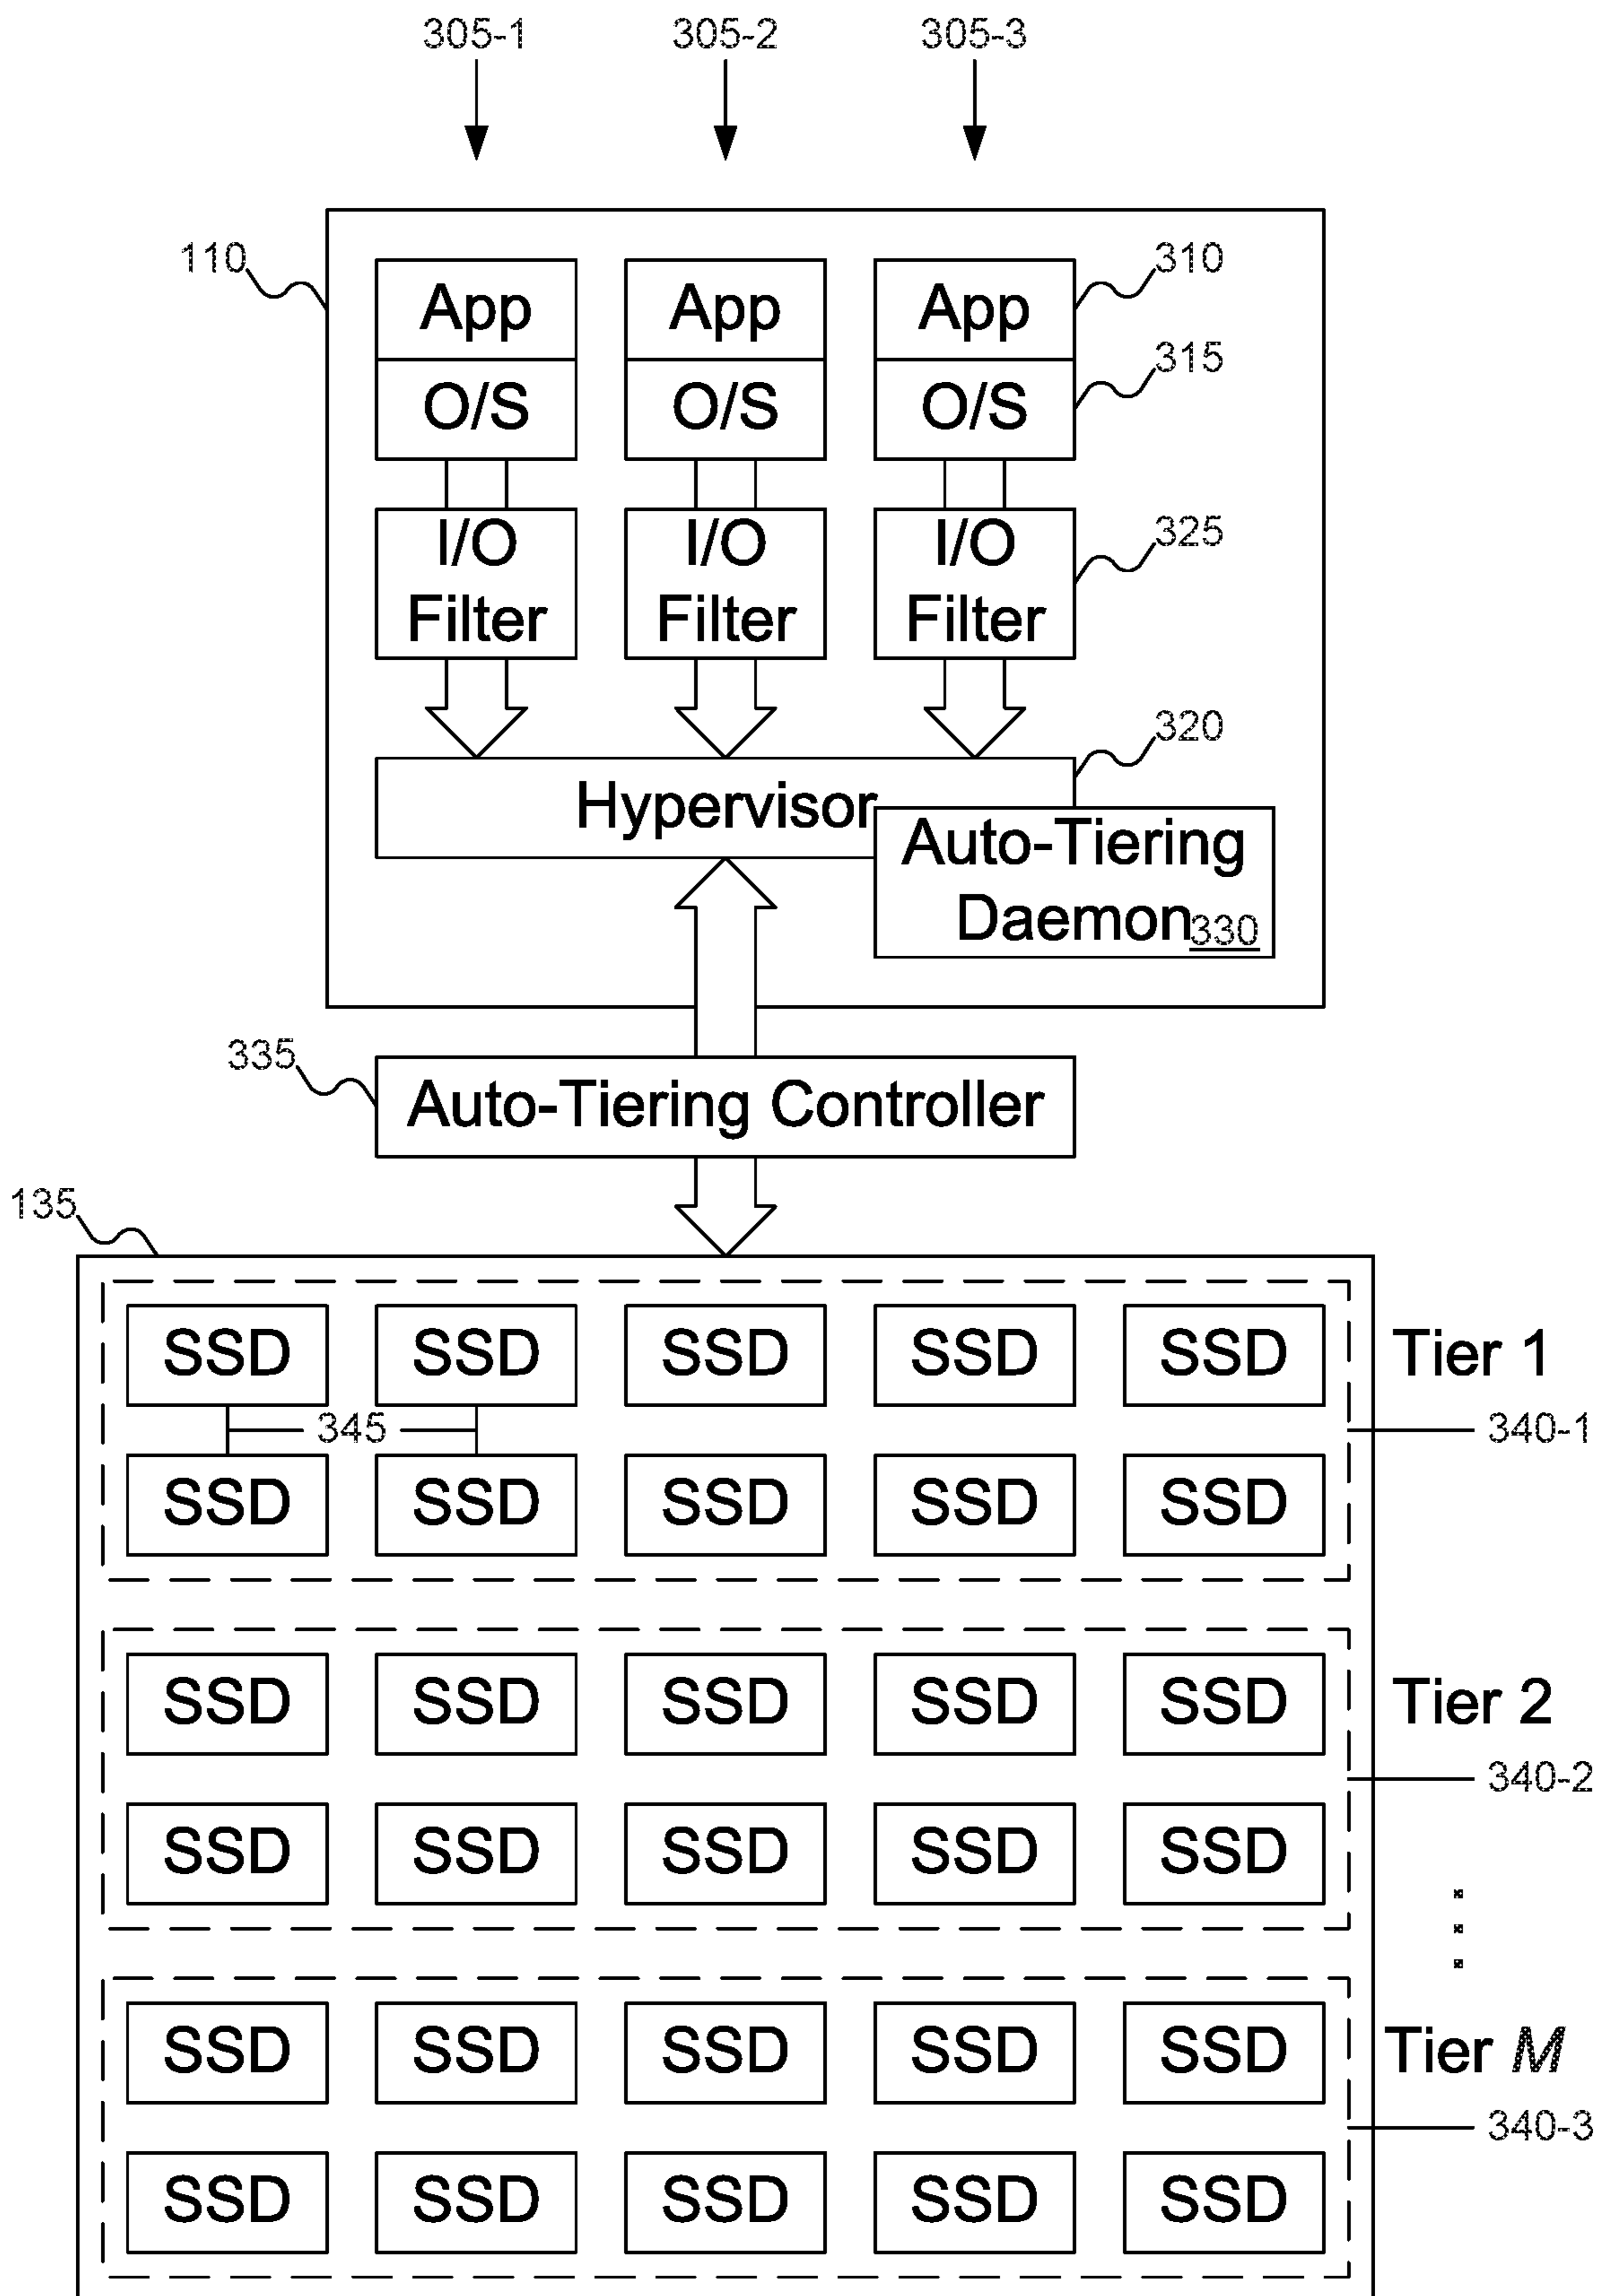 305-1 305-2 305-3
110
App App App
310
O/S O/S O/S
315
I/O Filter I/O Filter I/O Filter
325
320
Hypervisor
Auto-Tiering
Daemon 330
335
Auto-Tiering Controller
135
SSD SSD SSD SSD SSD Tier 1
345
340-1
SSD SSD SSD SSD SSD
SSD SSD SSD SSD SSD Tier 2
340-2
SSD SSD SSD SSD SSD
SSD SSD SSD SSD SSD Tier M
340-3
SSD SSD SSD SSD SSD